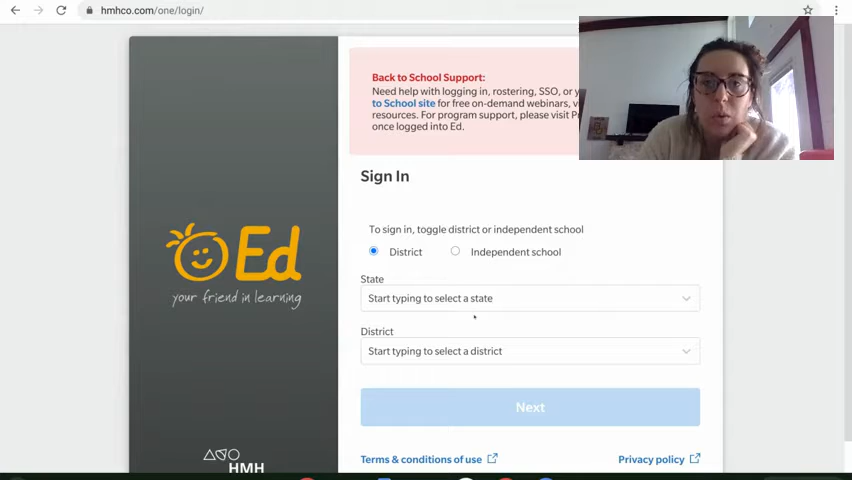 hmhco.com/one/login/
Back to School Support:
Need help with logging in, rostering, SSO, or
to School site for free on-demand webinars,
resources. For program support, please visit
once logged into Ed.
Sign In
To sign in, toggle district or independent school
District
Independent school
State
Start typing to select a state
District
Start typing to select a district
Next
Terms & conditions of use
Privacy policy
Ed
your friend in learning
HMH